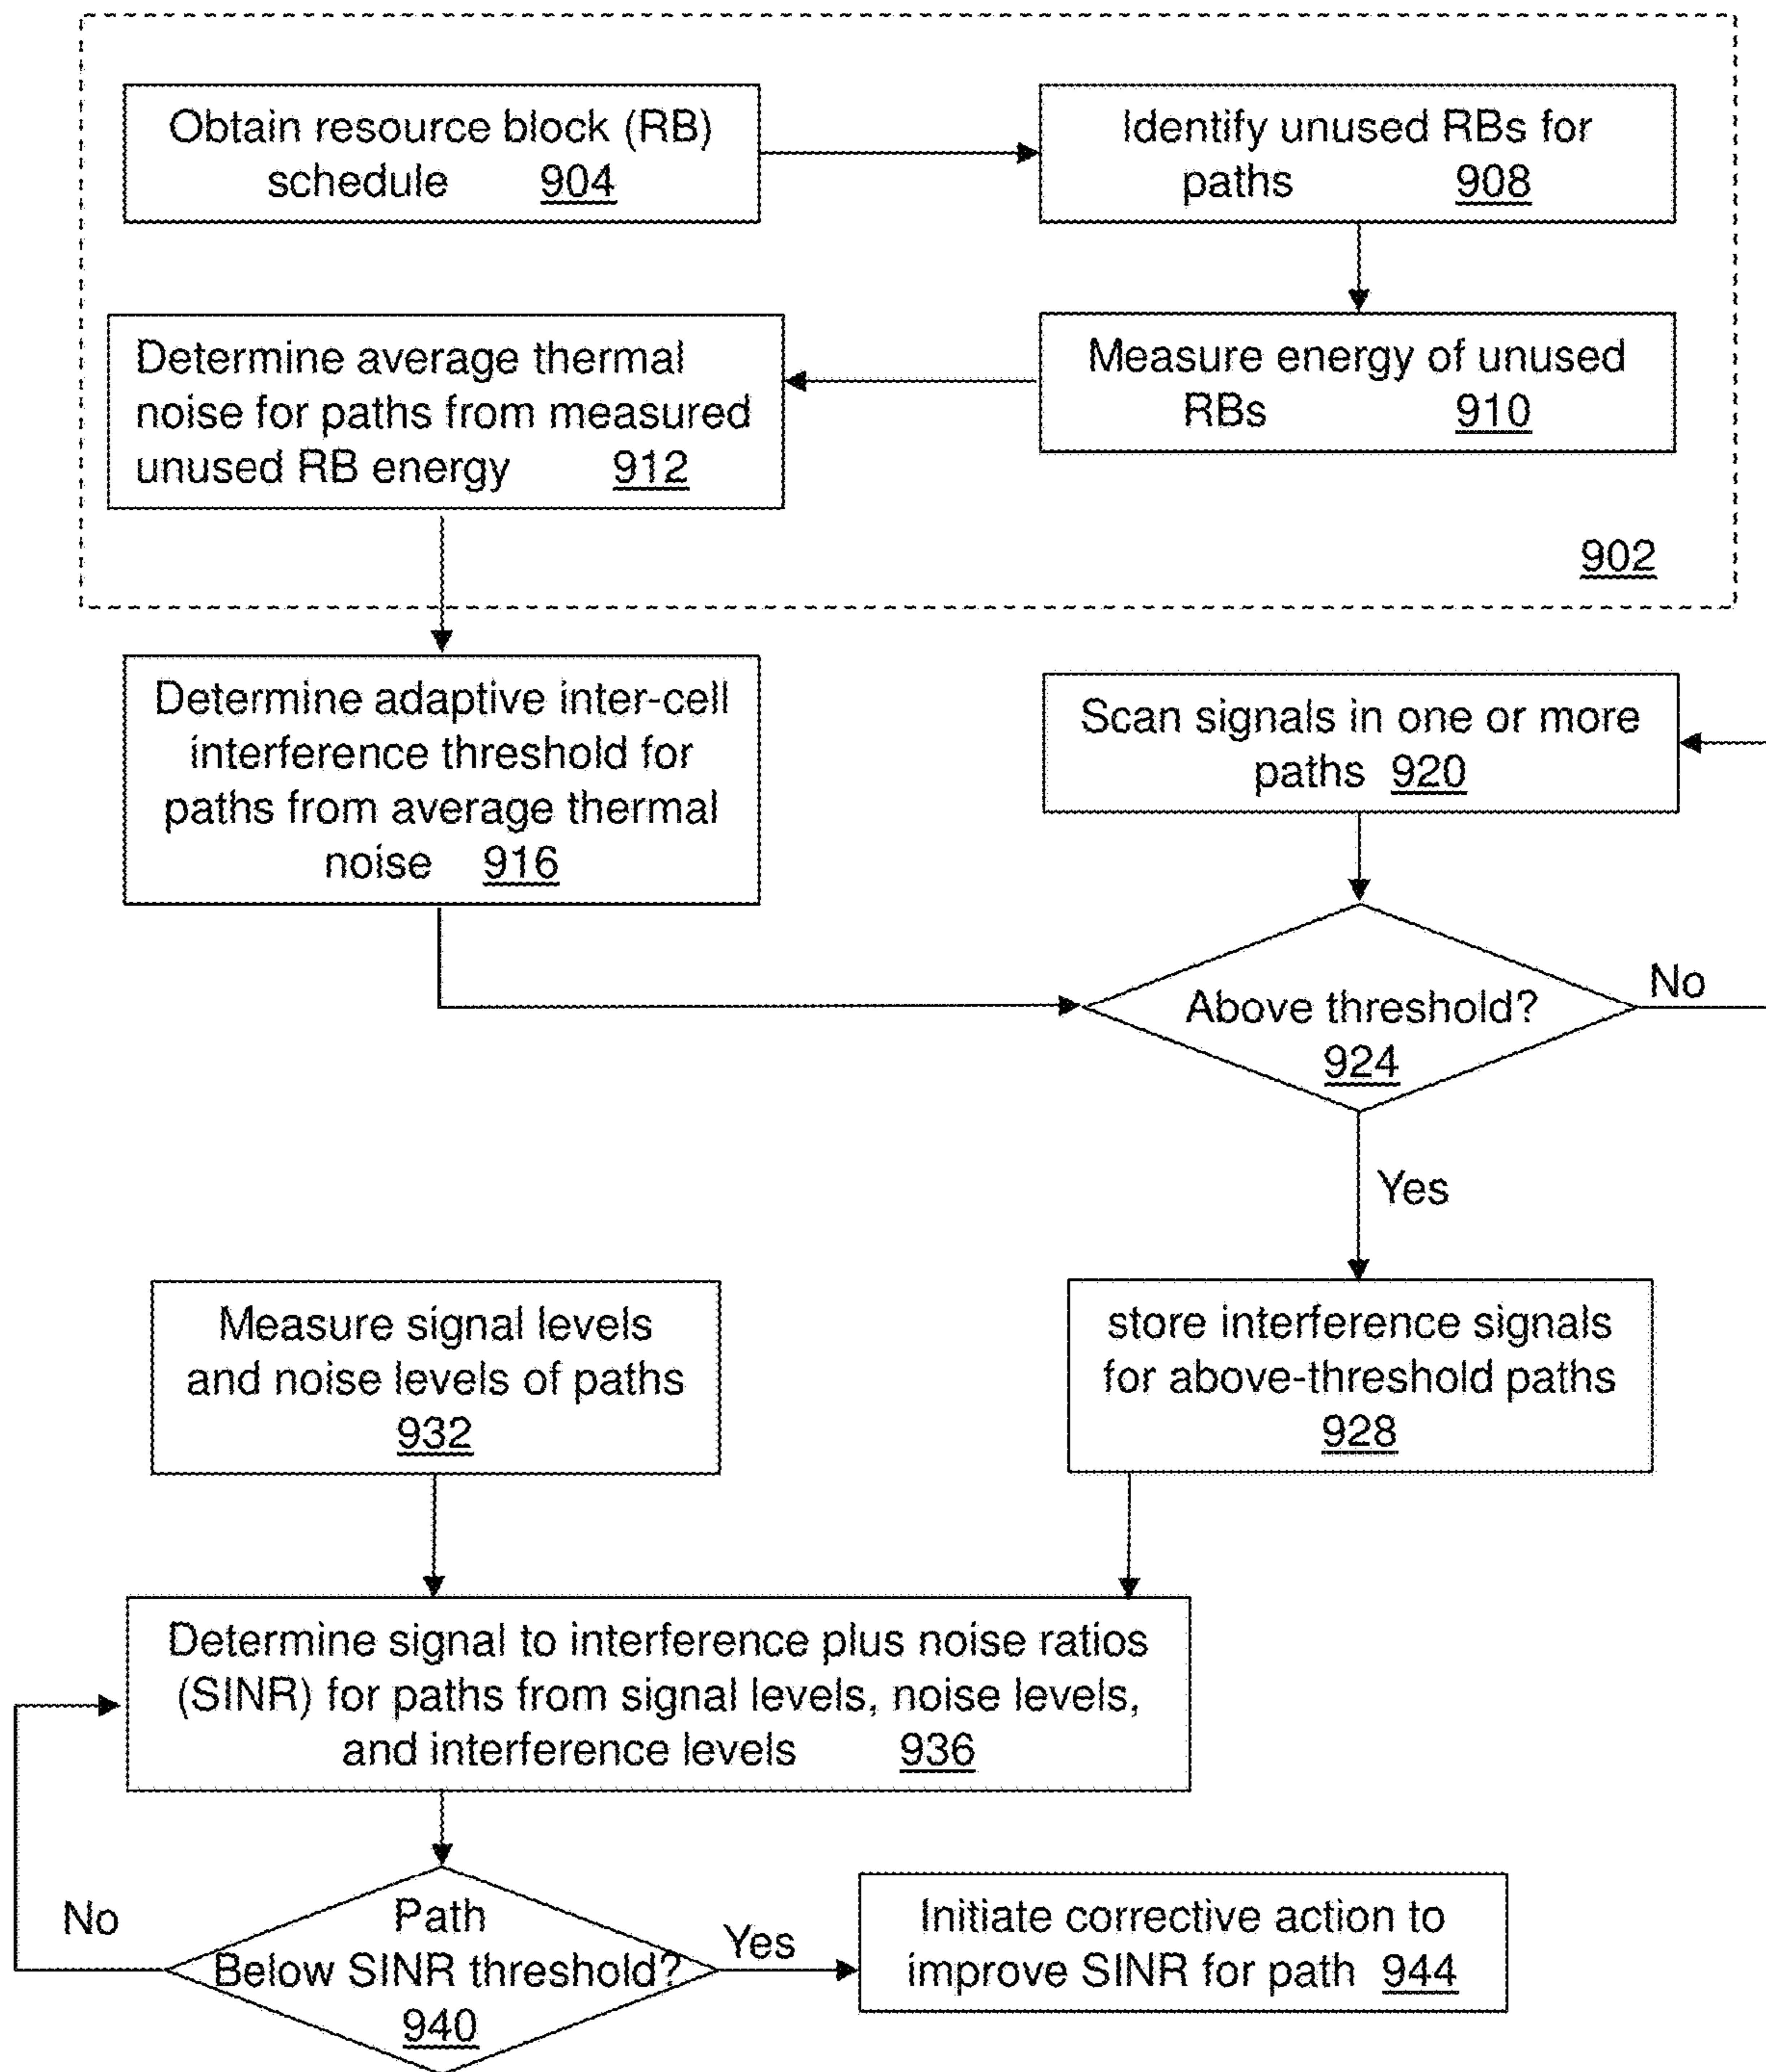 Obtain resource block (RB)
schedule 904
Identify unused RBs for
paths 908
Determine average thermal
noise for paths from measured
unused RB energy 912
Measure energy of unused
RBs 910
902
Determine adaptive inter-cell
interference threshold for
paths from average thermal
noise 916
Scan signals in one or more
paths 920
Above threshold?
924
No
Yes
Measure signal levels
and noise levels of paths
932
store interference signals
for above-threshold paths
928
Determine signal to interference plus noise ratios
(SINR) for paths from signal levels, noise levels,
and interference levels 936
No
Path
Below SINR threshold?
940
Yes
Initiate corrective action to
improve SINR for path 944